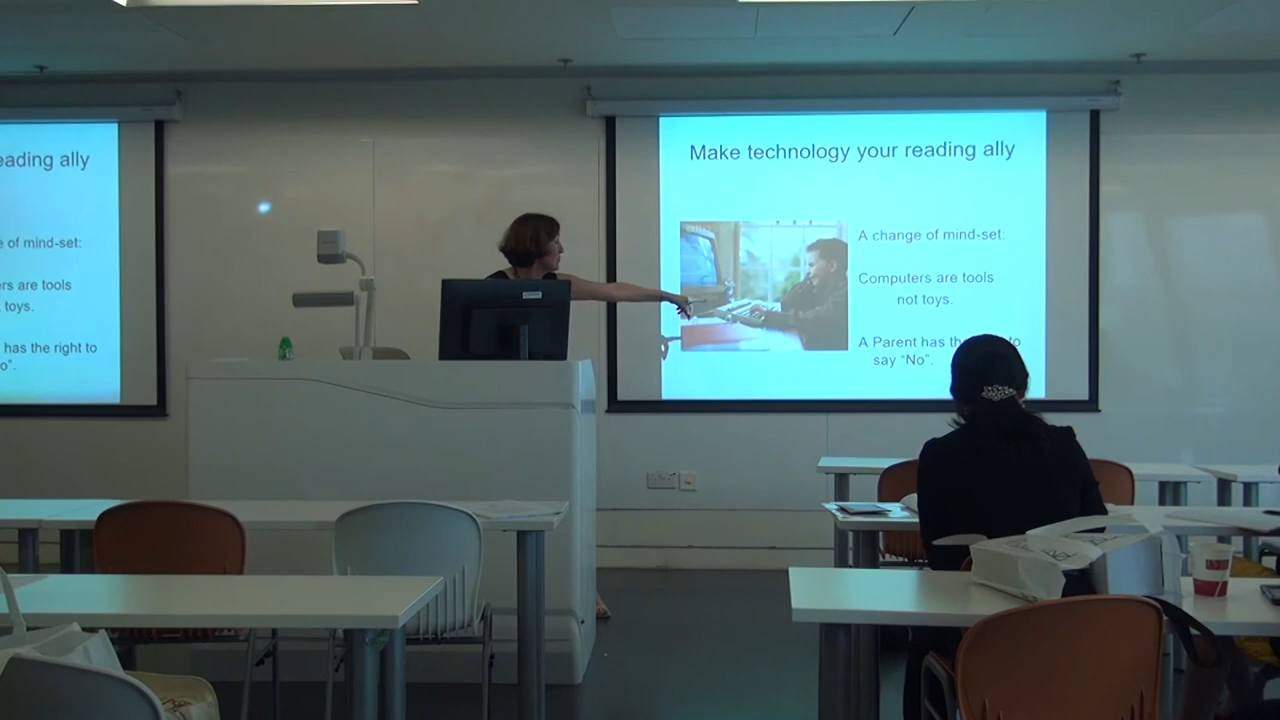 eading ally
e of mind-set:
ers are tools
toys.
has the right to
o".
Make technology your reading ally
A change of mind-set:
Computers are tools
not toys.
A Parent has th to
say "No".